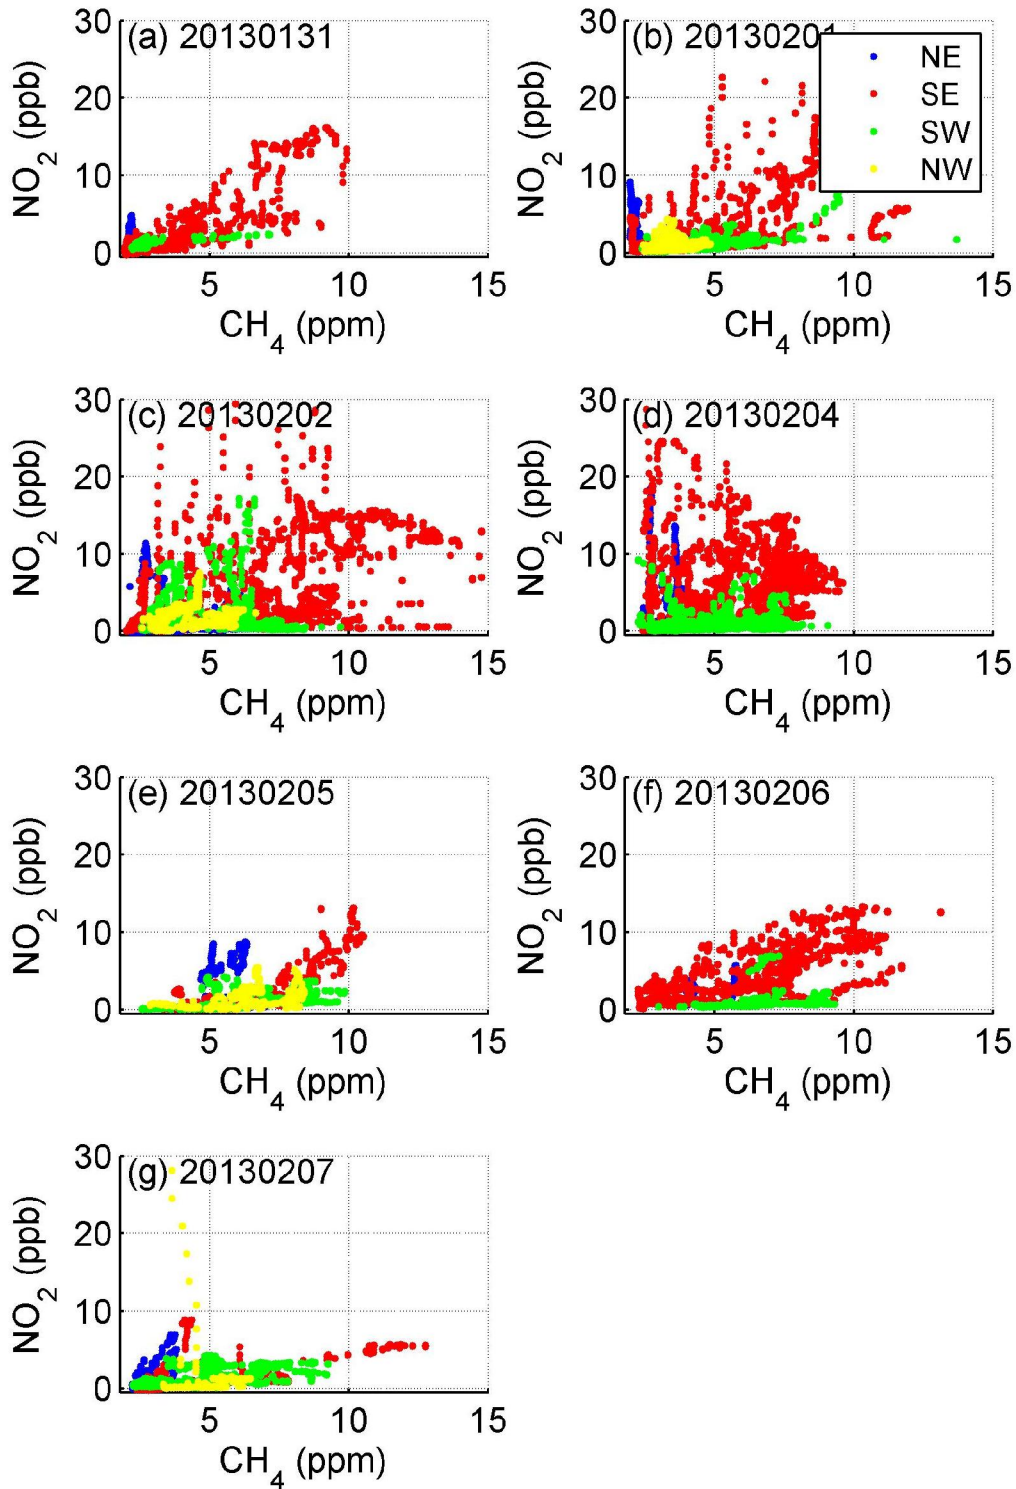 (a) 20130131
30
20
10
0
NO2 (ppb)
5 10 15
CH4 (ppm)
(b) 20130201
30
20
10
0
NO2 (ppb)
5 10 15
CH4 (ppm)
NE
SE
SW
NW
(c) 20130202
30
20
10
0
NO2 (ppb)
5 10 15
CH4 (ppm)
(d) 20130204
30
20
10
0
NO2 (ppb)
5 10 15
CH4 (ppm)
(e) 20130205
30
20
10
0
NO2 (ppb)
5 10 15
CH4 (ppm)
(f) 20130206
30
20
10
0
NO2 (ppb)
5 10 15
CH4 (ppm)
(g) 20130207
30
20
10
0
NO2 (ppb)
5 10 15
CH4 (ppm)